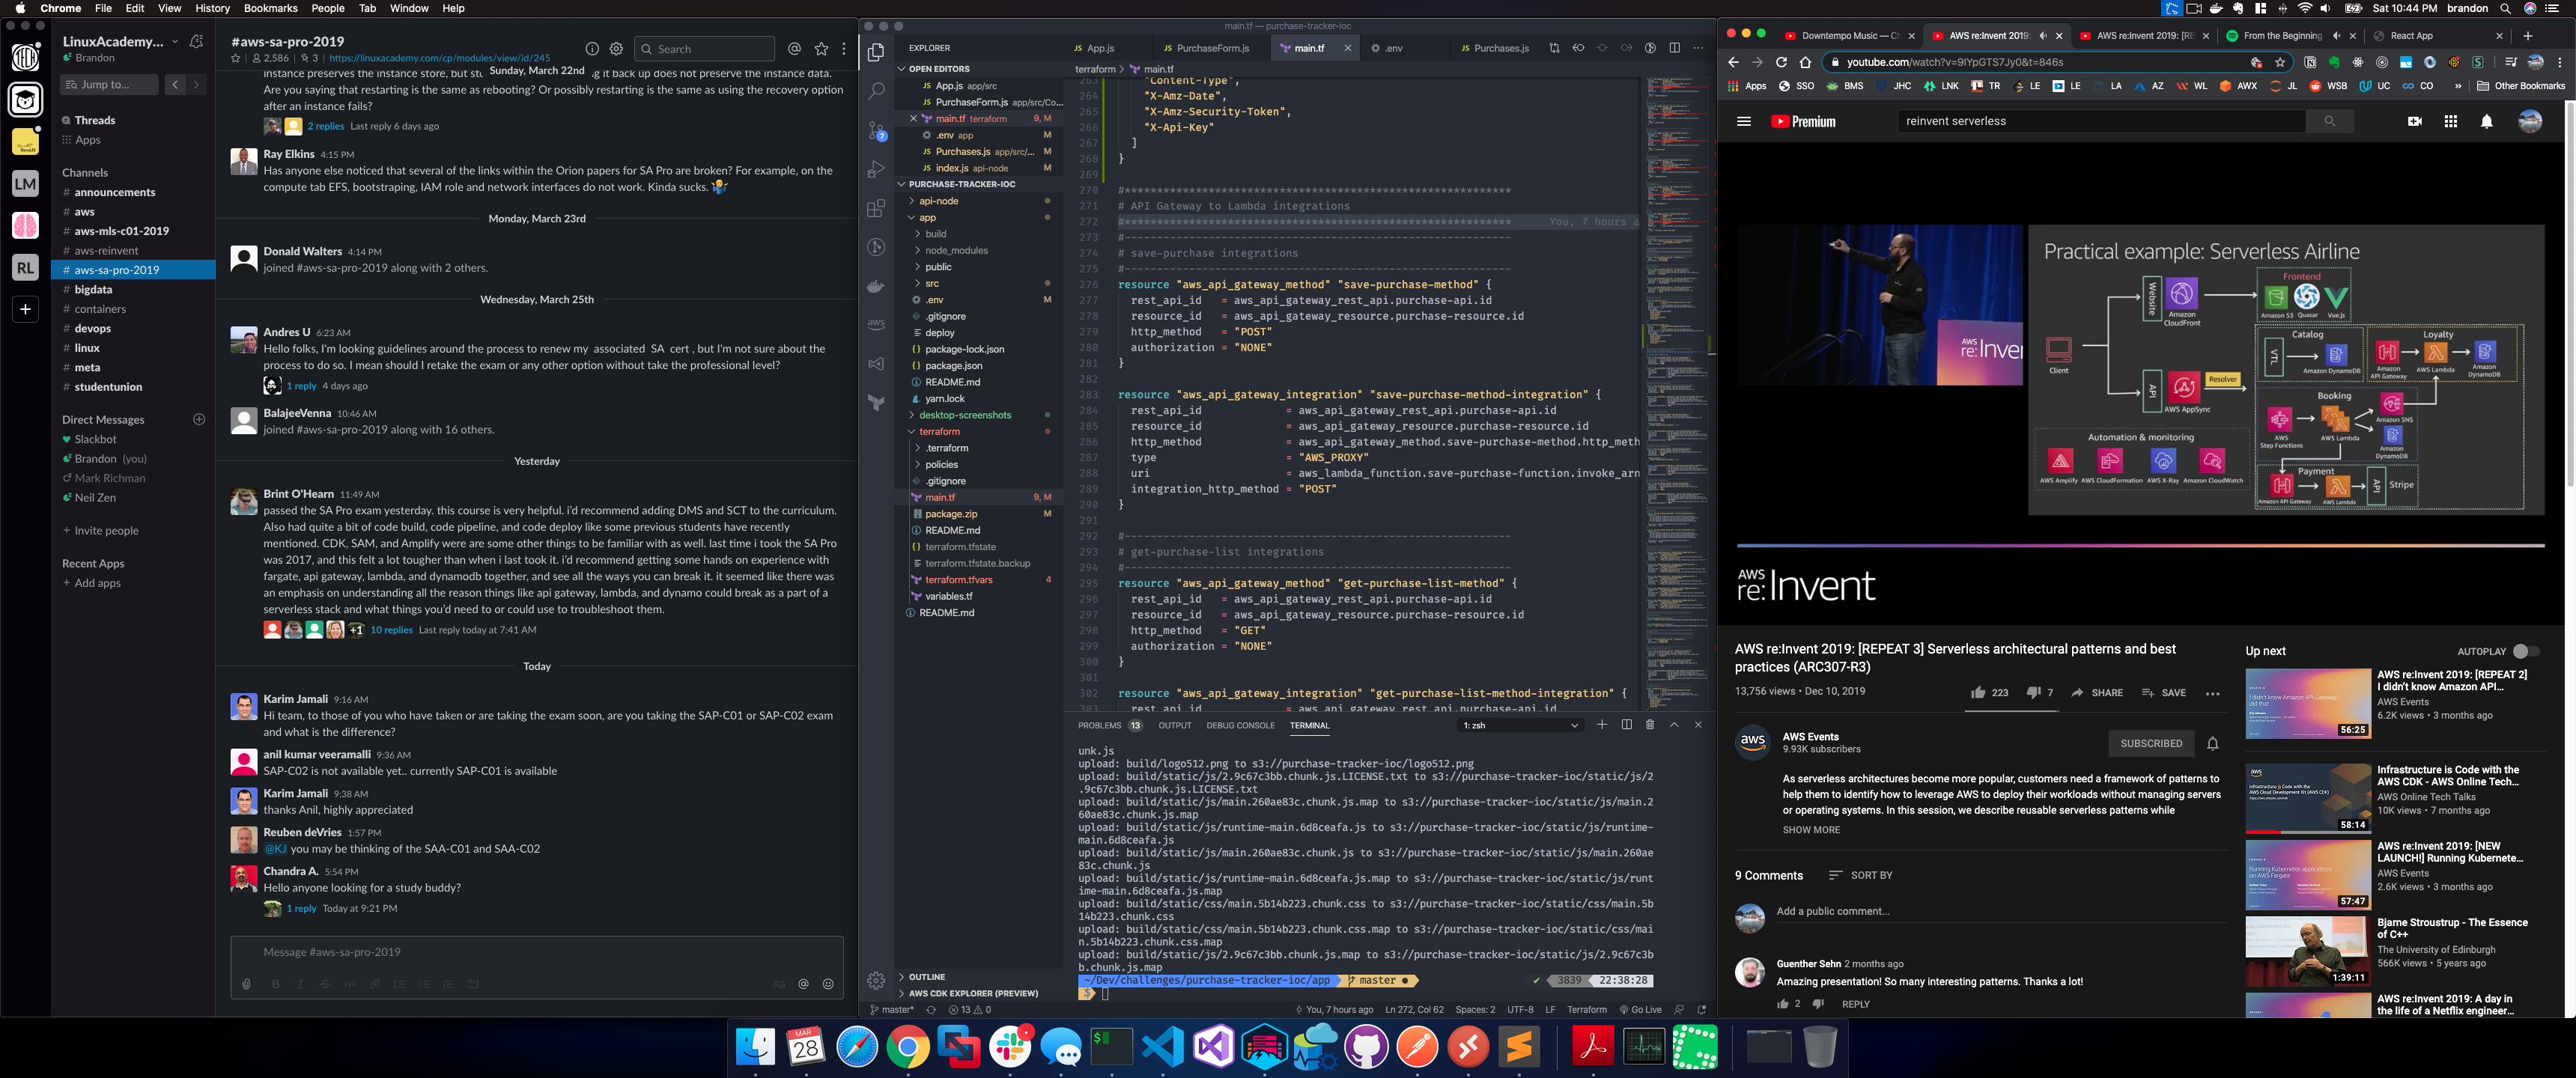 Chrome File Edit View History Bookmarks People Tab Window Help
Sat 10:44 PM brandon
LinuxAcademy...
Brandon
Jump to...
Threads
Apps
Channels
# announcements
# aws
# aws-mls-c01-2019
# aws-reinvent
# aws-sa-pro-2019
# bigdata
# containers
# devops
# linux
# meta
# studentunion
Direct Messages
Slackbot
Brandon (you)
Mark Richman
Neil Zen
+ Invite people
Recent Apps
+ Add apps
LM
RL
#aws-sa-pro-2019
2,586 3 https://linuxacademy.com/cp/modules/view/id/245
Search
Sunday, March 22nd
instance preserves the instance store, but sto
g it back up does not preserve the instance data.
Are you saying that restarting is the same as rebooting? Or possibly restarting is the same as using the recovery option
after an instance fails?
2 replies Last reply 6 days ago
Ray Elkins 4:15 PM
Has anyone else noticed that several of the links within the Orion papers for SA Pro are broken? For example, on the
compute tab EFS, bootstraping, IAM role and network interfaces do not work. Kinda sucks.
Monday, March 23rd
Donald Walters 4:14 PM
joined #aws-sa-pro-2019 along with 2 others.
Wednesday, March 25th
Andres U 6:23 AM
Hello folks, I'm looking guidelines around the process to renew my associated SA cert , but I'm not sure about the
process to do so. I mean should I retake the exam or any other option without take the professional level?
1 reply 4 days ago
BalajeeVenna 10:46 AM
joined #aws-sa-pro-2019 along with 16 others.
Yesterday
Brint O'Hearn 11:49 AM
passed the SA Pro exam yesterday. this course is very helpful. i'd recommend adding DMS and SCT to the curriculum.
Also had quite a bit of code build, code pipeline, and code deploy like some previous students have recently
mentioned. CDK, SAM, and Amplify were are some other things to be familiar with as well. last time i took the SA Pro
was 2017, and this felt a lot tougher than when i last took it. i'd recommend getting some hands on experience with
fargate, api gateway, lambda, and dynamodb together, and see all the ways you can break it. it seemed like there was
an emphasis on understanding all the reason things like api gateway, lambda, and dynamo could break as a part of a
serverless stack and what things you'd need to or could use to troubleshoot them.
+1 10 replies Last reply today at 7:41 AM
Today
Karim Jamali 9:16 AM
Hi team, to those of you who have taken or are taking the exam soon, are you taking the SAP-C01 or SAP-C02 exam
and what is the difference?
anil kumar veeramalli 9:36 AM
SAP-C02 is not available yet.. currently SAP-C01 is available
Karim Jamali 9:38 AM
thanks Anil, highly appreciated
Reuben deVries 1:57 PM
@KJ you may be thinking of the SAA-C01 and SAA-C02
Chandra A. 5:54 PM
Hello anyone looking for a study buddy?
1 reply Today at 9:21 PM
Message #aws-sa-pro-2019
main.tf — purchase-tracker-ioc
EXPLORER
OPEN EDITORS
App.js app/src
PurchaseForm.js app/src/Co...
main.tf terraform 9, M
.env app M
Purchases.js app/src/... M
index.js api-node M
PURCHASE-TRACKER-IOC
api-node
app
build
node_modules
public
src
.env M
.gitignore
deploy
package-lock.json
package.json
README.md
yarn.lock
desktop-screenshots
terraform
.terraform
policies
.gitignore
main.tf 9, M
package.zip M
README.md
terraform.tfstate
terraform.tfstate.backup
terraform.tfvars 4
variables.tf
README.md
OUTLINE
AWS CDK EXPLORER (PREVIEW)
App.js PurchaseForm.js main.tf .env Purchases.js
terraform > main.tf
263 "Content-Type",
264 "X-Amz-Date",
265 "X-Amz-Security-Token",
266 "X-Api-Key"
267 ]
268 }
269
270 #**************************************************
271 # API Gateway to Lambda integrations
272 #************************************************** You, 7 hours a
273 #--------------------------------------------------
274 # save-purchase integrations
275 #--------------------------------------------------
276 resource "aws_api_gateway_method" "save-purchase-method" {
277 rest_api_id = aws_api_gateway_rest_api.purchase-api.id
278 resource_id = aws_api_gateway_resource.purchase-resource.id
279 http_method = "POST"
280 authorization = "NONE"
281 }
282
283 resource "aws_api_gateway_integration" "save-purchase-method-integration" {
284 rest_api_id = aws_api_gateway_rest_api.purchase-api.id
285 resource_id = aws_api_gateway_resource.purchase-resource.id
286 http_method = aws_api_gateway_method.save-purchase-method.http_meth
287 type = "AWS_PROXY"
288 uri = aws_lambda_function.save-purchase-function.invoke_arn
289 integration_http_method = "POST"
290 }
291
292 #--------------------------------------------------
293 # get-purchase-list integrations
294 #--------------------------------------------------
295 resource "aws_api_gateway_method" "get-purchase-list-method" {
296 rest_api_id = aws_api_gateway_rest_api.purchase-api.id
297 resource_id = aws_api_gateway_resource.purchase-resource.id
298 http_method = "GET"
299 authorization = "NONE"
300 }
301
302 resource "aws_api_gateway_integration" "get-purchase-list-method-integration" {
303 rest_api_id = aws_api_gateway_rest_api.purchase-api.id
PROBLEMS 13 OUTPUT DEBUG CONSOLE TERMINAL 1: zsh
unk.js
upload: build/logo512.png to s3://purchase-tracker-ioc/logo512.png
upload: build/static/js/2.9c67c3bb.chunk.js.LICENSE.txt to s3://purchase-tracker-ioc/static/js/2
.9c67c3bb.chunk.js.LICENSE.txt
upload: build/static/js/main.260ae83c.chunk.js.map to s3://purchase-tracker-ioc/static/js/main.2
60ae83c.chunk.js.map
upload: build/static/js/runtime-main.6d8ceafa.js to s3://purchase-tracker-ioc/static/js/runtime-
main.6d8ceafa.js
upload: build/static/js/main.260ae83c.chunk.js to s3://purchase-tracker-ioc/static/js/main.260ae
83c.chunk.js
upload: build/static/js/runtime-main.6d8ceafa.js.map to s3://purchase-tracker-ioc/static/js/runt
ime-main.6d8ceafa.js.map
upload: build/static/css/main.5b14b223.chunk.css to s3://purchase-tracker-ioc/static/css/main.5b
14b223.chunk.css
upload: build/static/css/main.5b14b223.chunk.css.map to s3://purchase-tracker-ioc/static/css/mai
n.5b14b223.chunk.css.map
upload: build/static/js/2.9c67c3bb.chunk.js.map to s3://purchase-tracker-ioc/static/js/2.9c67c3b
b.chunk.js.map
~/Dev/challenges/purchase-tracker-ioc/app master ● ✔ 3839 22:38:28
$
master* 13 0 You, 7 hours ago Ln 272, Col 62 Spaces: 2 UTF-8 LF Terraform Go Live
Downtempo Music — Ch
AWS re:Invent 2019:
AWS re:Invent 2019: [RE
From the Beginning
React App
youtube.com/watch?v=9IYpGTS7Jy0&t=846s
Apps SSO BMS JHC LNK TR LE LE LA AZ WL AWX JL WSB UC CO » Other Bookmarks
Premium
reinvent serverless
AWS
re:Inven
Practical example: Serverless Airline
Frontend
Website
Amazon
CloudFront
Amazon S3 Quasar Vue.js
Client
API
AWS AppSync
Resolver
Catalog
VTL
Amazon DynamoDB
Loyalty
Amazon
API Gateway
AWS Lambda
Amazon
DynamoDB
Booking
AWS
Step Functions
AWS Lambda
Amazon SNS
Amazon
DynamoDB
Automation & monitoring
AWS Amplify AWS CloudFormation AWS X-Ray Amazon CloudWatch
Payment
Amazon API Gateway
AWS Lambda
API
Stripe
AWS
re:Invent
AWS re:Invent 2019: [REPEAT 3] Serverless architectural patterns and best
practices (ARC307-R3)
13,756 views • Dec 10, 2019
223 7 SHARE SAVE
aws
AWS Events
9.93K subscribers
SUBSCRIBED
As serverless architectures become more popular, customers need a framework of patterns to
help them to identify how to leverage AWS to deploy their workloads without managing servers
or operating systems. In this session, we describe reusable serverless patterns while
SHOW MORE
9 Comments SORT BY
Add a public comment...
Guenther Sehn 2 months ago
Amazing presentation! So many interesting patterns. Thanks a lot!
2 REPLY
Up next AUTOPLAY
AWS re:Invent 2019: [REPEAT 2]
I didn't know Amazon API...
AWS Events
6.2K views • 3 months ago
56:25
Infrastructure is Code with the
AWS CDK - AWS Online Tech...
AWS Online Tech Talks
10K views • 7 months ago
58:14
AWS re:Invent 2019: [NEW
LAUNCH!] Running Kubernete...
AWS Events
2.6K views • 3 months ago
57:47
Bjarne Stroustrup - The Essence
of C++
The University of Edinburgh
566K views • 5 years ago
1:39:11
AWS re:Invent 2019: A day in
the life of a Netflix engineer...
MAR
28